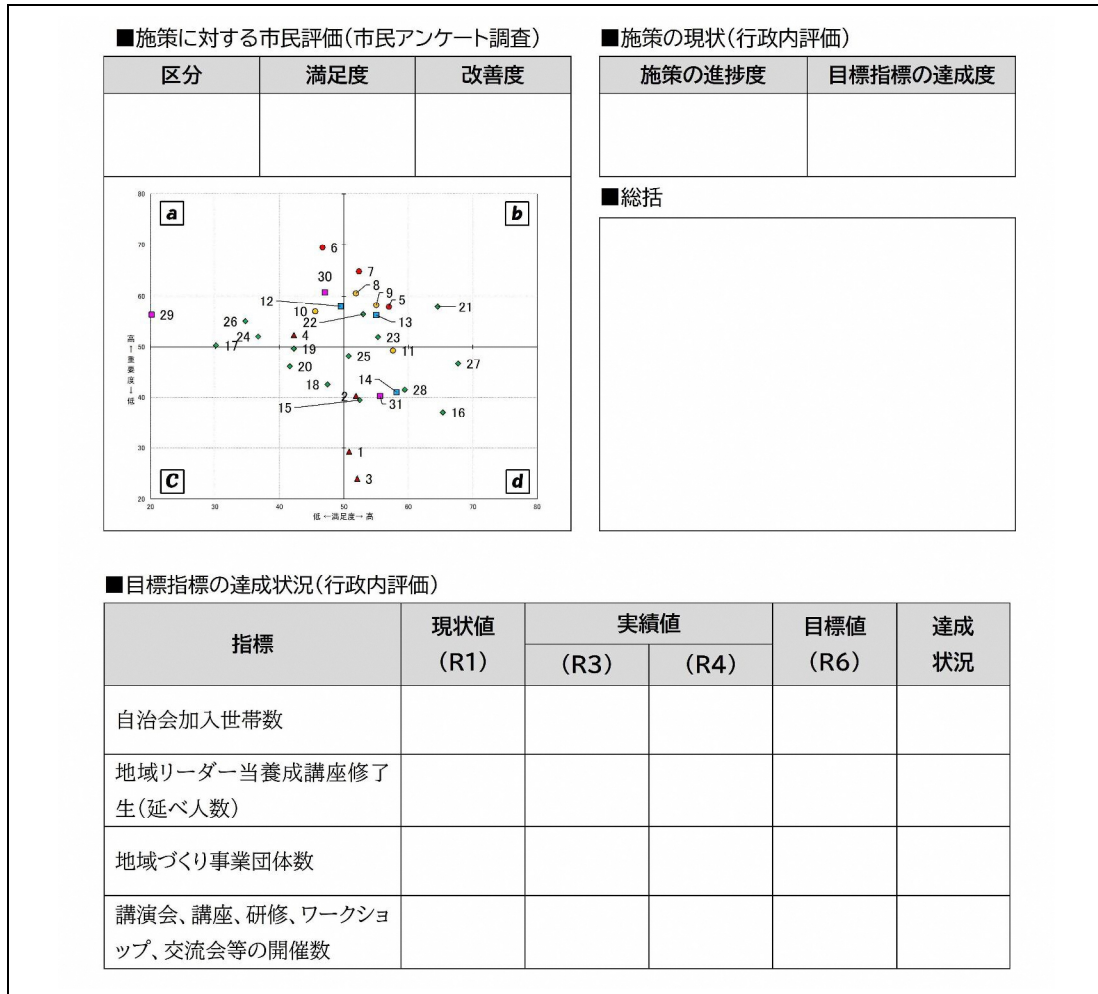 ■施策に対する市民評価(市民アンケート調査)
区分 満足度 改善度
■施策の現状(行政内評価)
施策の進捗度 目標指標の達成度
■総括
80
a
b
70
6
7
30
8
9
5
12
21
60
10
29
22
13
26
24
4
23
17
19
11
50
25
20
27
18
14
28
2
40
15
31
16
1
30
3
C
d
20
高
↑
重
要
度
↓
低
20 30 40 50 60 70 80
低 ←満足度→ 高
■目標指標の達成状況(行政内評価)
指標
現状値
(R1)
実績値
(R3) (R4)
目標値
(R6)
達成
状況
自治会加入世帯数
地域リーダー当養成講座修了
生(延べ人数)
地域づくり事業団体数
講演会、講座、研修、ワークショ
ップ、交流会等の開催数